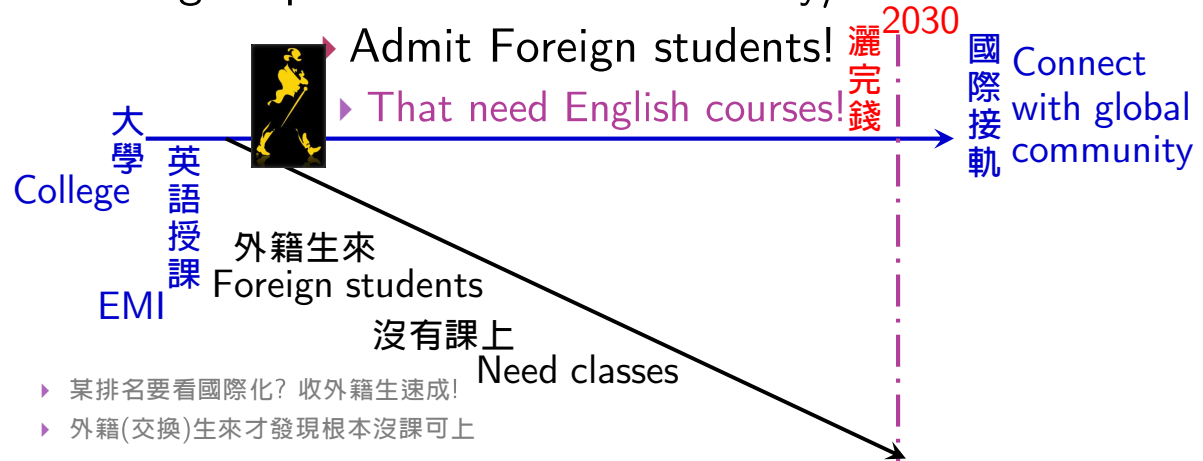 Admit Foreign students!
That need English courses!
灑完錢
2030
國際接軌
Connect
with global
community
大學
College
英語授課
EMI
外籍生來
Foreign students
沒有課上
Need classes
某排名要看國際化? 收外籍生速成!
外籍(交換)生來才發現根本沒課可上